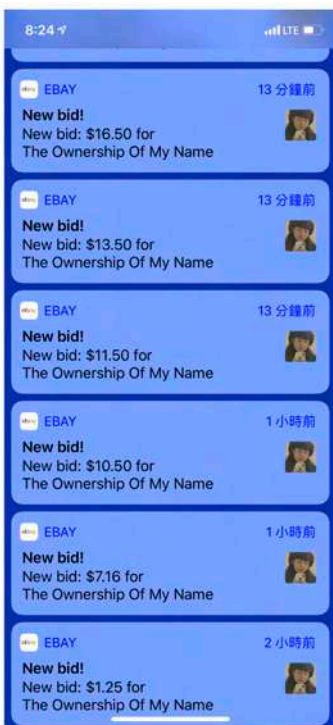 8:24
LTE
EBAY
13 分鐘前
New bid!
New bid: $16.50 for
The Ownership Of My Name
EBAY
13 分鐘前
New bid!
New bid: $13.50 for
The Ownership Of My Name
EBAY
13 分鐘前
New bid!
New bid: $11.50 for
The Ownership Of My Name
EBAY
1 小時前
New bid!
New bid: $10.50 for
The Ownership Of My Name
EBAY
1 小時前
New bid!
New bid: $7.16 for
The Ownership Of My Name
EBAY
2 小時前
New bid!
New bid: $1.25 for
The Ownership Of My Name